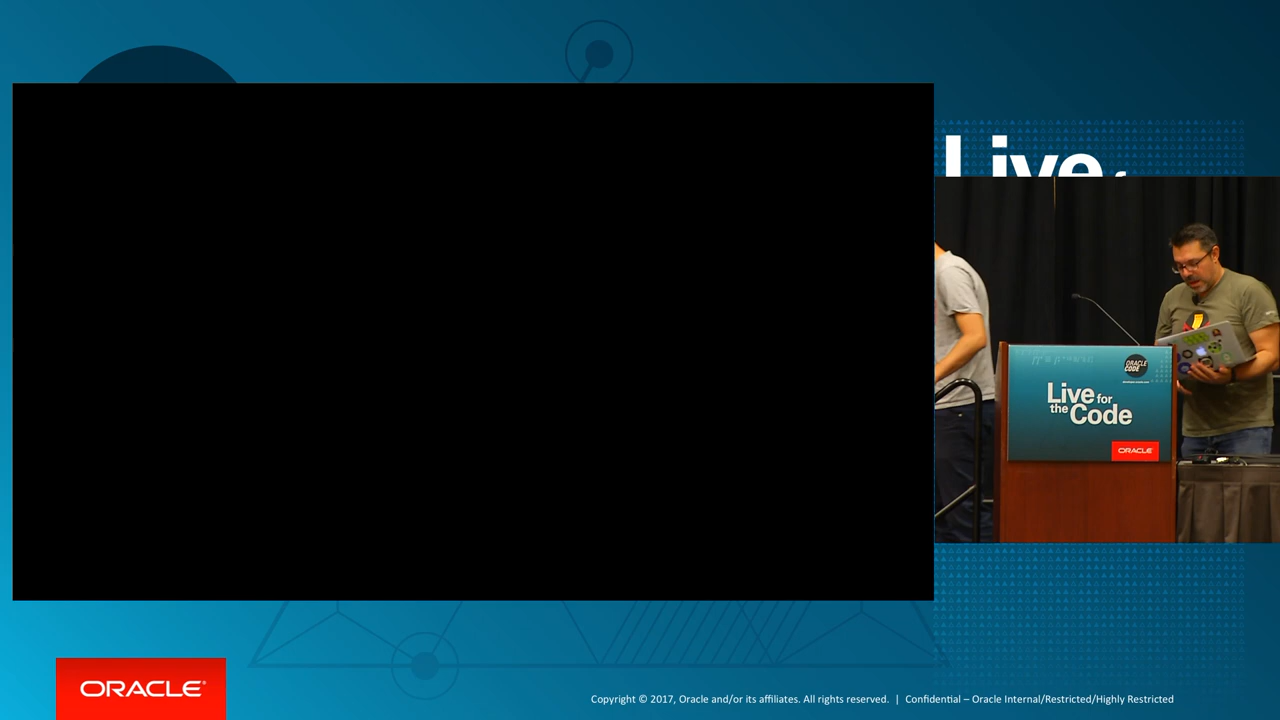 Live
ORACLE
CODE
Live for
the Code
ORACLE
ORACLE®
Copyright © 2017, Oracle and/or its affiliates. All rights reserved. | Confidential – Oracle Internal/Restricted/Highly Restricted